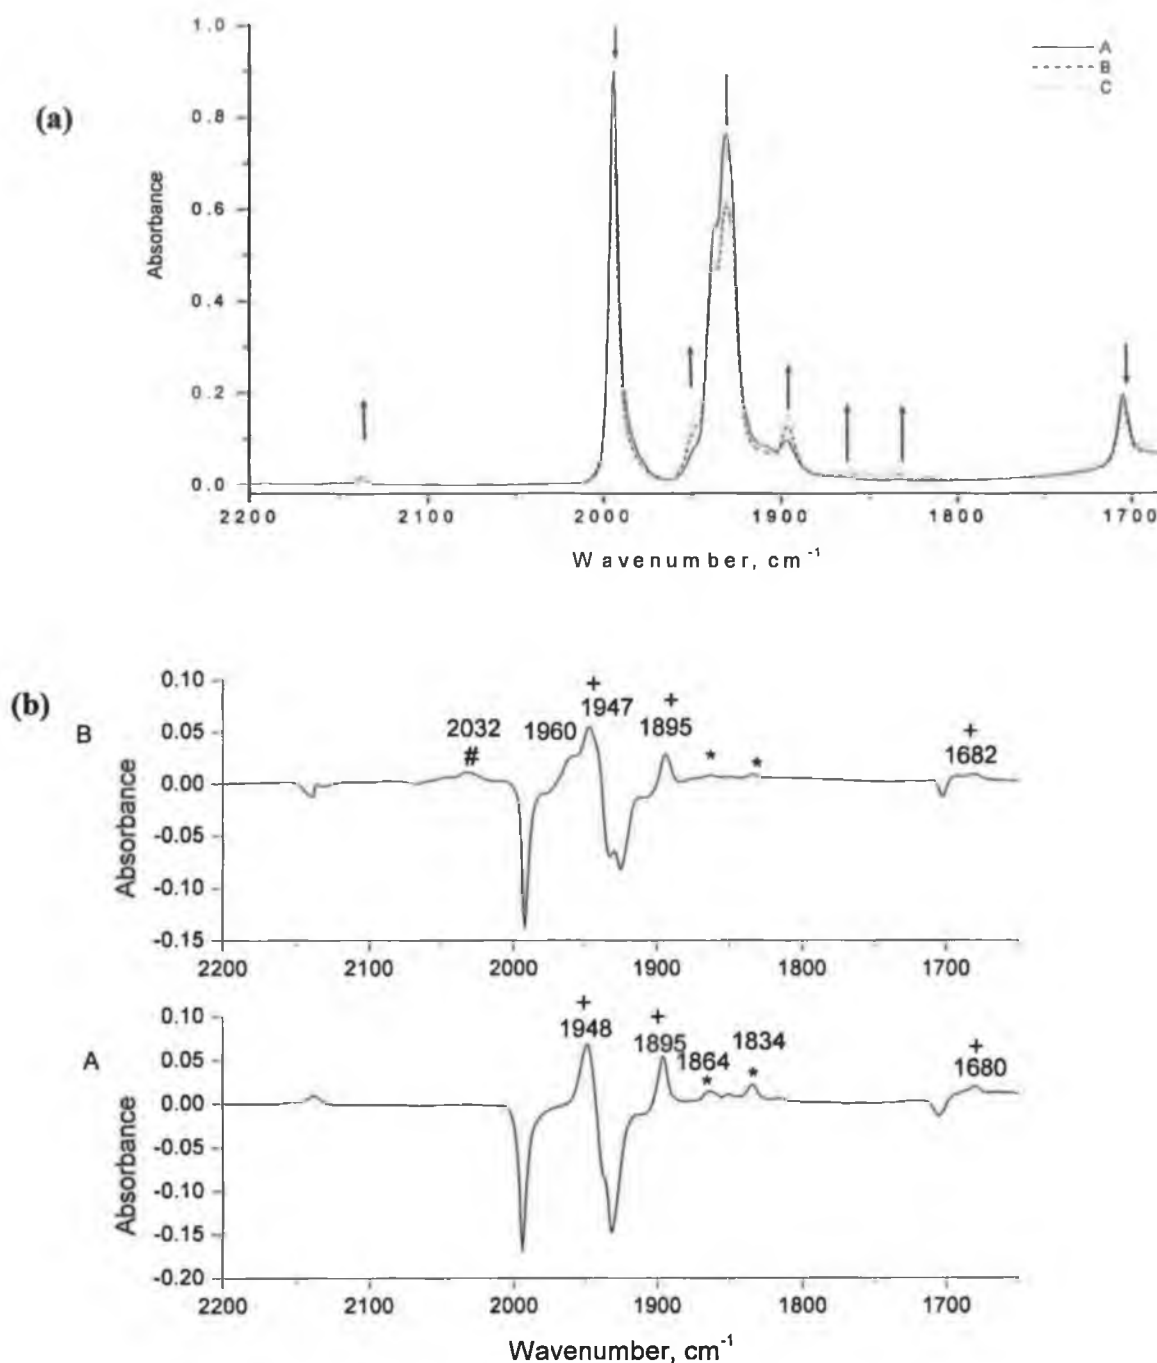 (a)
1.0
0.8
0.6
0.4
0.2
0.0
Absorbance
A
B
C
2200 2100 2000 1900 1800 1700
Wavenumber, cm-1
(b)
B
0.10
0.05
0.00
-0.05
-0.10
-0.15
Absorbance
2032
#
1960
+
1947
+
1895
*
*
+
1682
2200 2100 2000 1900 1800 1700
A
0.10
0.05
0.00
-0.05
-0.10
-0.15
-0.20
Absorbance
+
1948
+
1895
1864
*
1834
*
+
1680
2200 2100 2000 1900 1800 1700
Wavenumber, cm-1